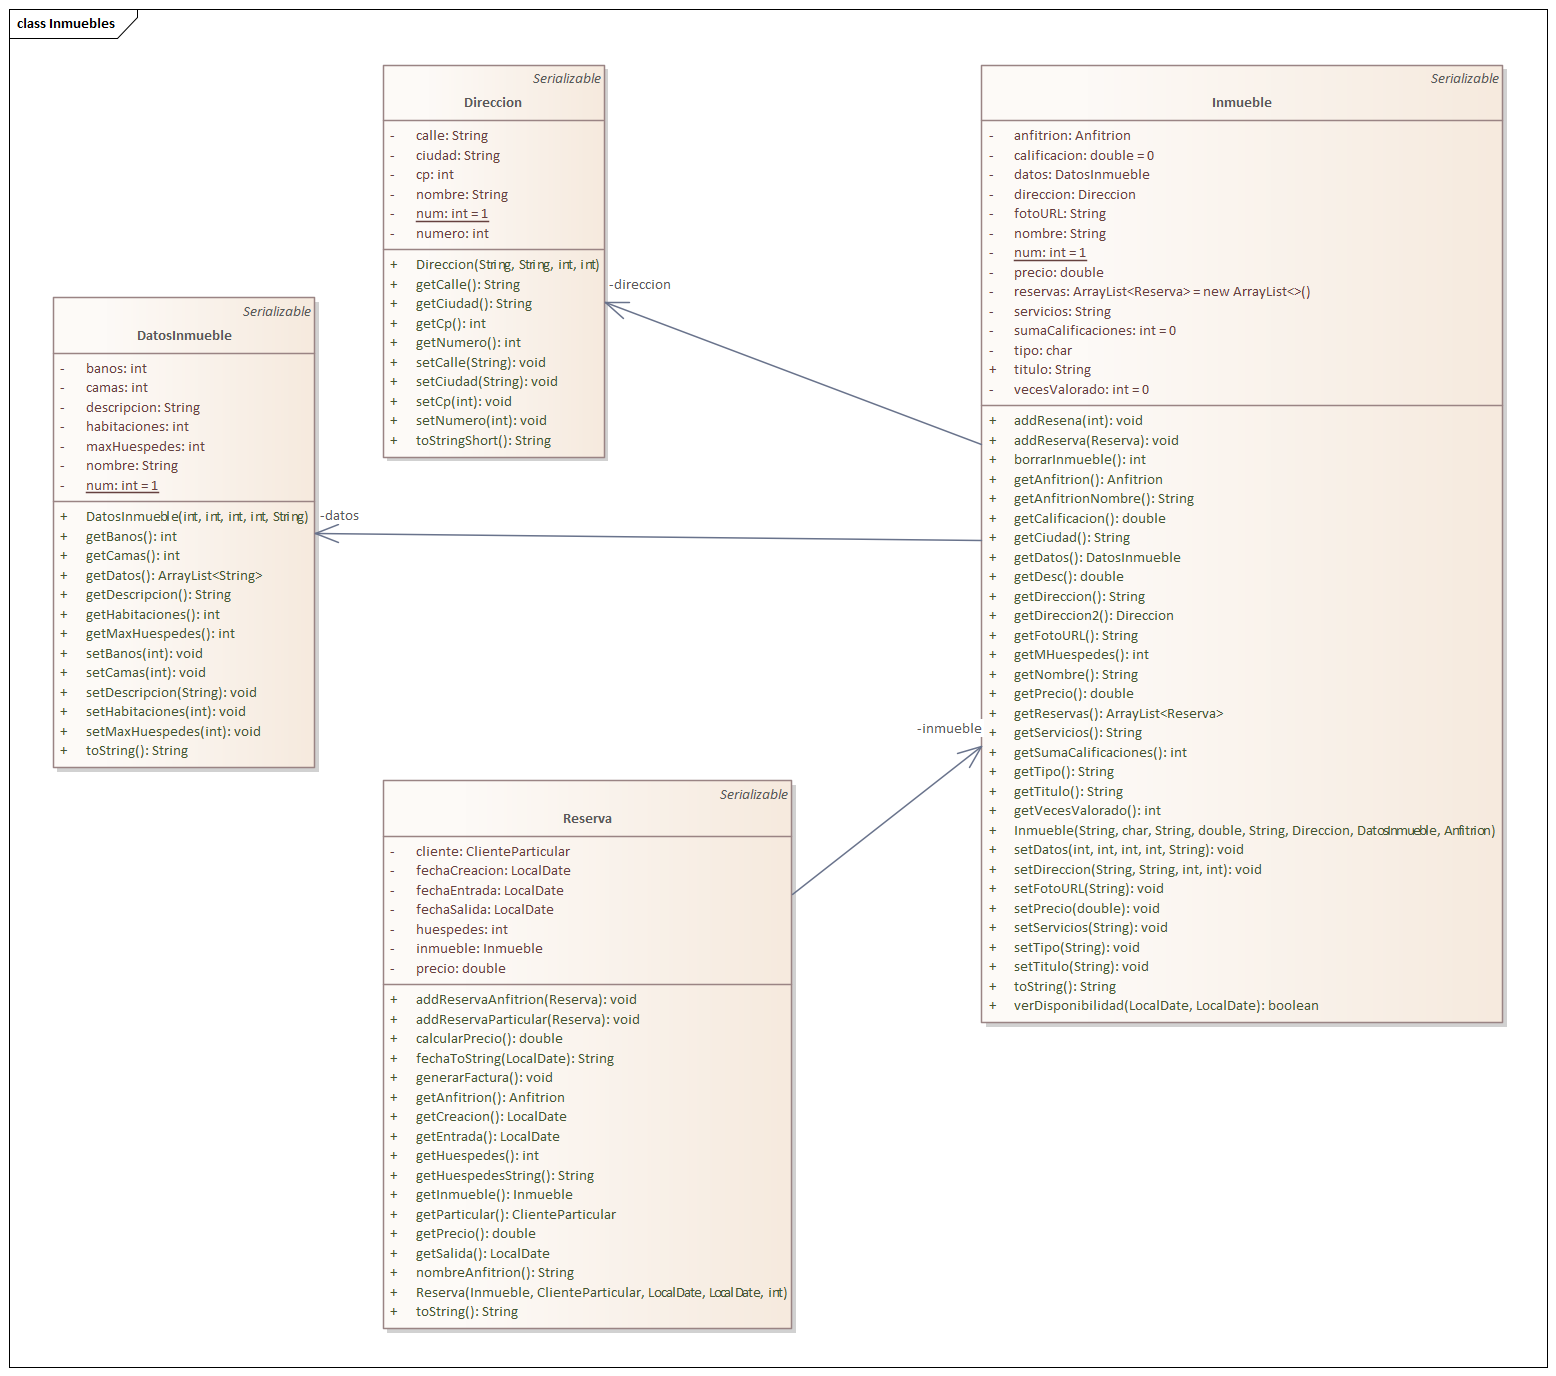 class Inmuebles
Serializable
Direccion
- calle: String
- ciudad: String
- cp: int
- nombre: String
- num: int = 1
- numero: int
+ Direccion(String, String, int, int)
+ getCalle(): String
+ getCiudad(): String
+ getCp(): int
+ getNumero(): int
+ setCalle(String): void
+ setCiudad(String): void
+ setCp(int): void
+ setNumero(int): void
+ toStringShort(): String
-direccion
Serializable
DatosInmueble
- banos: int
- camas: int
- descripcion: String
- habitaciones: int
- maxHuespedes: int
- nombre: String
- num: int = 1
+ DatosInmueble(int, int, int, int, String)
+ getBanos(): int
+ getCamas(): int
+ getDatos(): ArrayList<String>
+ getDescripcion(): String
+ getHabitaciones(): int
+ getMaxHuespedes(): int
+ setBanos(int): void
+ setCamas(int): void
+ setDescripcion(String): void
+ setHabitaciones(int): void
+ setMaxHuespedes(int): void
+ toString(): String
-datos
Serializable
Inmueble
- anfitrion: Anfitrion
- calificacion: double = 0
- datos: DatosInmueble
- direccion: Direccion
- fotoURL: String
- nombre: String
- num: int = 1
- precio: double
- reservas: ArrayList<Reserva> = new ArrayList<>()
- servicios: String
- sumaCalificaciones: int = 0
- tipo: char
+ titulo: String
- vecesValorado: int = 0
+ addResena(int): void
+ addReserva(Reserva): void
+ borrarInmueble(): int
+ getAnfitrion(): Anfitrion
+ getAnfitrionNombre(): String
+ getCalificacion(): double
+ getCiudad(): String
+ getDatos(): DatosInmueble
+ getDesc(): double
+ getDireccion(): String
+ getDireccion2(): Direccion
+ getFotoURL(): String
+ getMHuespedes(): int
+ getNombre(): String
+ getPrecio(): double
+ getReservas(): ArrayList<Reserva>
+ getServicios(): String
+ getSumaCalificaciones(): int
+ getTipo(): String
+ getTitulo(): String
+ getVecesValorado(): int
+ Inmueble(String, char, String, double, String, Direccion, DatosInmueble, Anfitrion)
+ setDatos(int, int, int, int, String): void
+ setDireccion(String, String, int, int): void
+ setFotoURL(String): void
+ setPrecio(double): void
+ setServicios(String): void
+ setTipo(String): void
+ setTitulo(String): void
+ toString(): String
+ verDisponibilidad(LocalDate, LocalDate): boolean
-inmueble
Serializable
Reserva
- cliente: ClienteParticular
- fechaCreacion: LocalDate
- fechaEntrada: LocalDate
- fechaSalida: LocalDate
- huespedes: int
- inmueble: Inmueble
- precio: double
+ addReservaAnfitrion(Reserva): void
+ addReservaParticular(Reserva): void
+ calcularPrecio(): double
+ fechaToString(LocalDate): String
+ generarFactura(): void
+ getAnfitrion(): Anfitrion
+ getCreacion(): LocalDate
+ getEntrada(): LocalDate
+ getHuespedes(): int
+ getHuespedesString(): String
+ getInmueble(): Inmueble
+ getParticular(): ClienteParticular
+ getPrecio(): double
+ getSalida(): LocalDate
+ nombreAnfitrion(): String
+ Reserva(Inmueble, ClienteParticular, LocalDate, LocalDate, int)
+ toString(): String